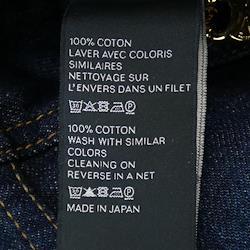 100% COTON
LAVER AVEC COLORIS
SIMILAIRES
NETTOYAGE SUR
L'ENVERS DANS UN FILET
100% COTTON
WASH WITH SIMILAR
COLORS
CLEANING ON
REVERSE IN A NET
MADE IN JAPAN